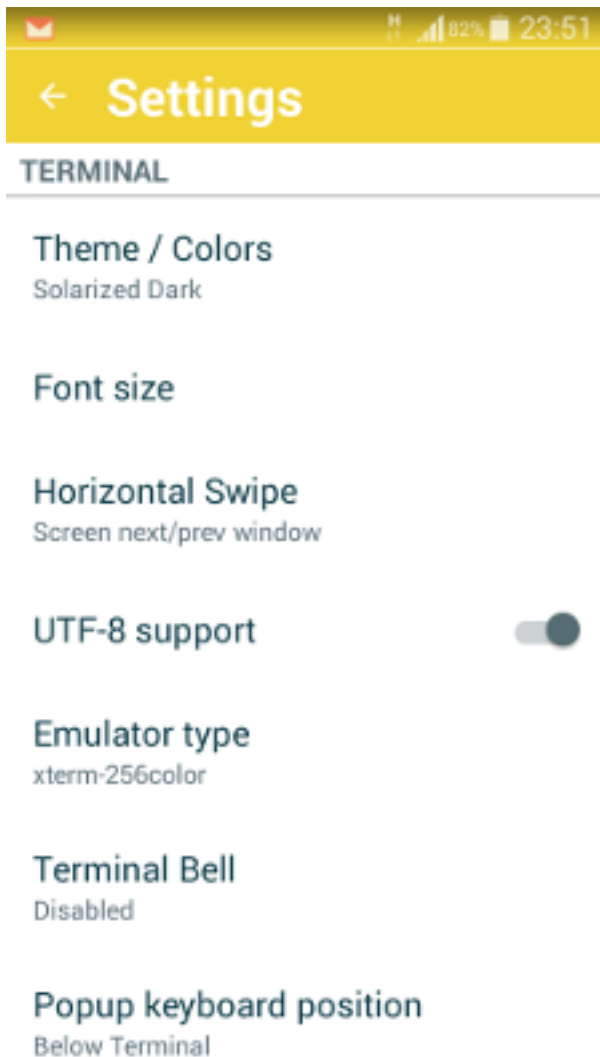 H 82% 23:51
Settings
TERMINAL
Theme / Colors
Solarized Dark
Font size
Horizontal Swipe
Screen next/prev window
UTF-8 support
Emulator type
xterm-256color
Terminal Bell
Disabled
Popup keyboard position
Below Terminal